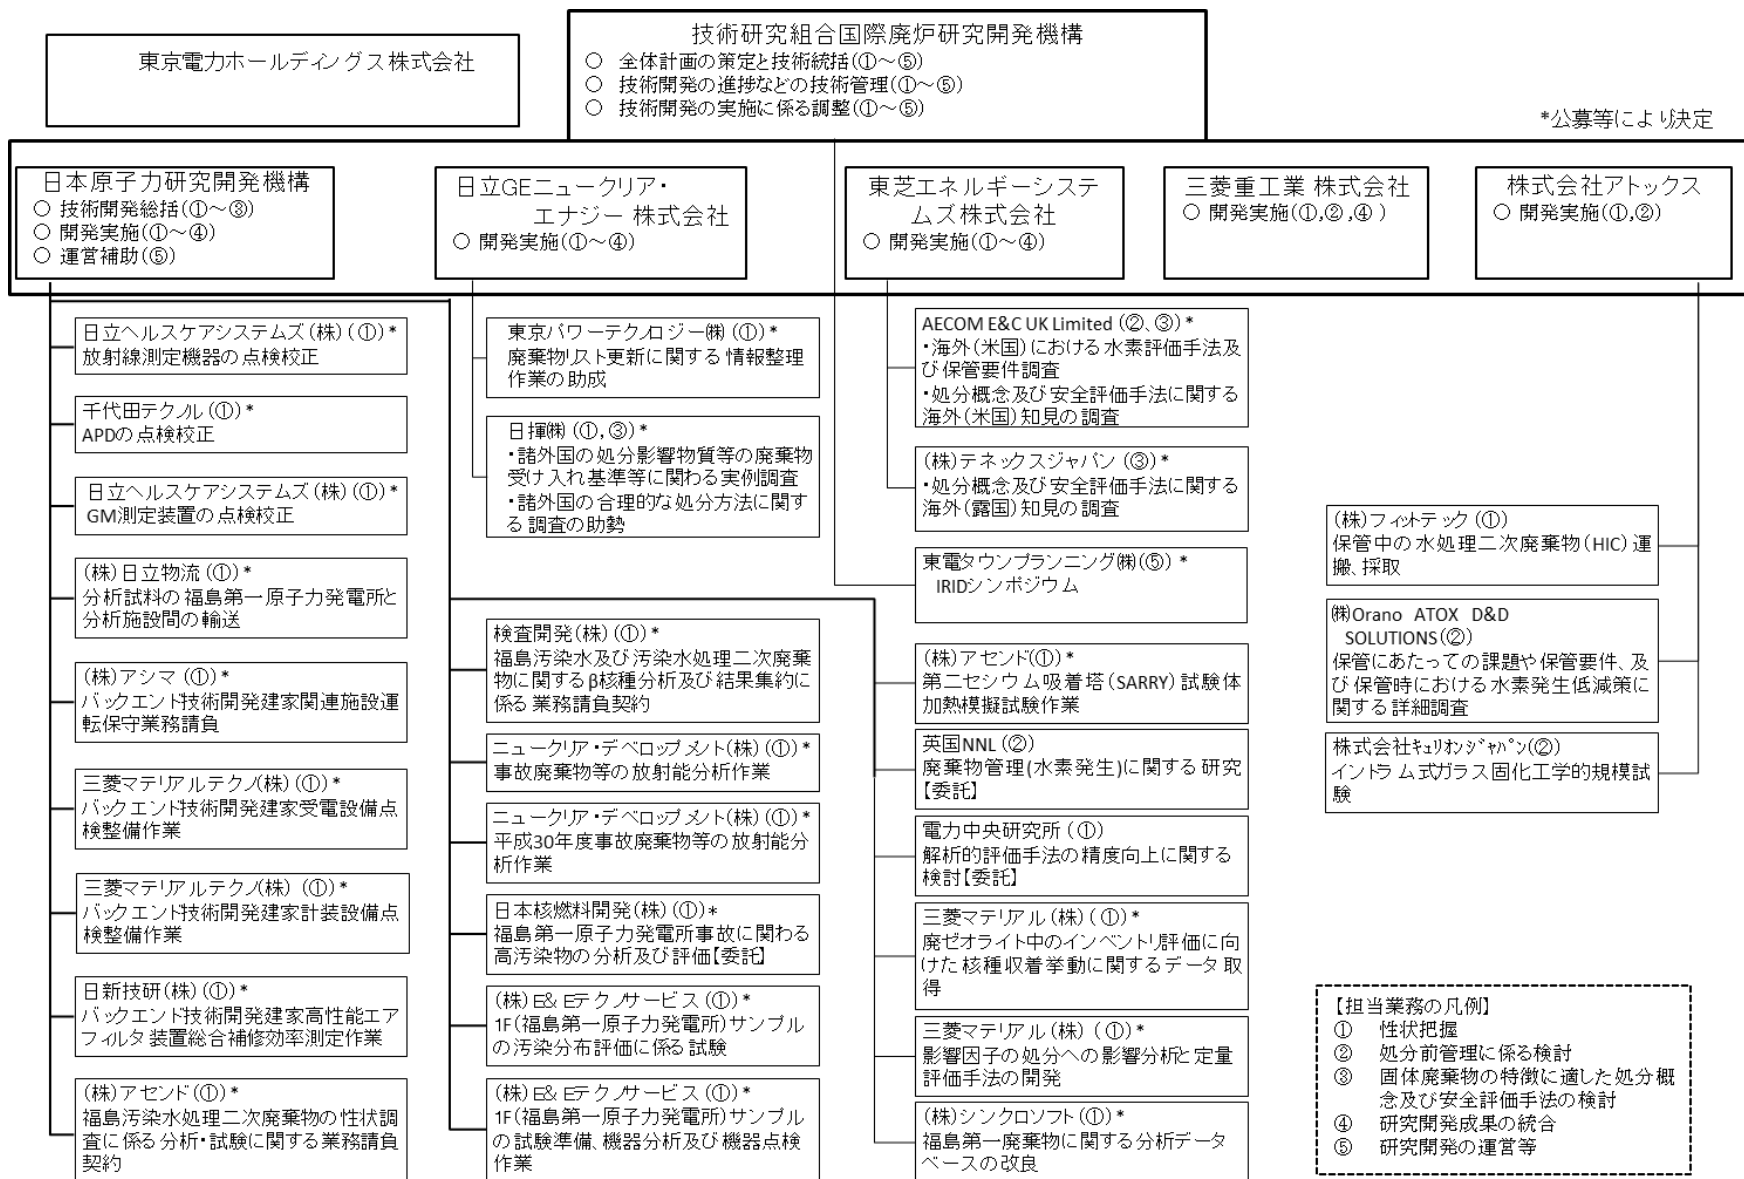 東京電力ホールディングス株式会社
技術研究組合国際廃炉研究開発機構
○ 全体計画の策定と技術統括(①~⑤)
○ 技術開発の進捗などの技術管理(①~⑤)
○ 技術開発の実施に係る調整(①~⑤)
*公募等により決定
日本原子力研究開発機構
○ 技術開発総括(①~③)
○ 開発実施(①~④)
○ 運営補助(⑤)
日立GEニュークリア・
エナジー 株式会社
○ 開発実施(①~④)
東芝エネルギーシステ
ムズ株式会社
○ 開発実施(①~④)
三菱重工業 株式会社
○ 開発実施(①,②,④)
株式会社アトックス
○ 開発実施(①,②)
日立ヘルスケアシステムズ(株)(①)*
放射線測定機器の点検校正
千代田テクノル(①)*
APDの点検校正
日立ヘルスケアシステムズ(株)(①)*
GM測定装置の点検校正
(株)日立物流(①)*
分析試料の福島第一原子力発電所と
分析施設間の輸送
(株)アシマ(①)*
バックエンド技術開発建家関連施設運
転保守業務請負
三菱マテリアルテクノ(株)(①)*
バックエンド技術開発建家受電設備点
検整備作業
三菱マテリアルテクノ(株)(①)*
バックエンド技術開発建家計装設備点
検整備作業
日新技研(株)(①)*
バックエンド技術開発建家高性能エア
フィルタ装置総合補修効率測定作業
(株)アセンド(①)*
福島汚染水処理二次廃棄物の性状調
査に係る分析・試験に関する業務請負
契約
東京パワーテクノロジー㈱(①)*
廃棄物リスト更新に関する情報整理
作業の助成
日揮㈱(①,③)*
・諸外国の処分影響物質等の廃棄物
受け入れ基準等に関わる実例調査
・諸外国の合理的な処分方法に関す
る調査の助勢
検査開発(株)(①)*
福島汚染水及び汚染水処理二次廃棄
物に関するβ核種分析及び結果集約に
係る業務請負契約
ニュークリア・デベロップメント(株)(①)*
事故廃棄物等の放射能分析作業
ニュークリア・デベロップメント(株)(①)*
平成30年度事故廃棄物等の放射能分
析作業
日本核燃料開発(株)(①)*
福島第一原子力発電所事故に関わる
高汚染物の分析及び評価【委託】
(株)E&Eテクノサービス(①)*
1F(福島第一原子力発電所)サンプル
の汚染分布評価に係る試験
(株)E&Eテクノサービス(①)*
1F(福島第一原子力発電所)サンプル
の試験準備、機器分析及び機器点検
作業
AECOM E&C UK Limited(②、③)*
・海外(米国)における水素評価手法及
び保管要件調査
・処分概念及び安全評価手法に関する
海外(米国)知見の調査
(株)テネックスジャパン(③)*
・処分概念及び安全評価手法に関する
海外(露国)知見の調査
東電タウンプランニング㈱(⑤)*
IRIDシンポジウム
(株)アセンド(①)*
第二セシウム吸着塔(SARRY)試験体
加熱模擬試験作業
英国NNL(②)
廃棄物管理(水素発生)に関する研究
【委託】
電力中央研究所(①)
解析的評価手法の精度向上に関する
検討【委託】
三菱マテリアル(株)(①)*
廃ゼオライト中のインベントリ評価に向
けた核種収着挙動に関するデータ取
得
三菱マテリアル(株)(①)*
影響因子の処分への影響分析と定量
評価手法の開発
(株)シンクロソフト(①)*
福島第一廃棄物に関する分析データ
ベースの改良
(株)フィットテック(①)
保管中の水処理二次廃棄物(HIC)運
搬、採取
㈱Orano ATOX D&D
SOLUTIONS(②)
保管にあたっての課題や保管要件、及
び保管時における水素発生低減策に
関する詳細調査
株式会社ｷｭﾘｵﾝｼﾞｬﾊﾟﾝ(②)
インドラム式ガラス固化工学的規模試
験
【担当業務の凡例】
① 性状把握
② 処分前管理に係る検討
③ 固体廃棄物の特徴に適した処分概
念及び安全評価手法の検討
④ 研究開発成果の統合
⑤ 研究開発の運営等